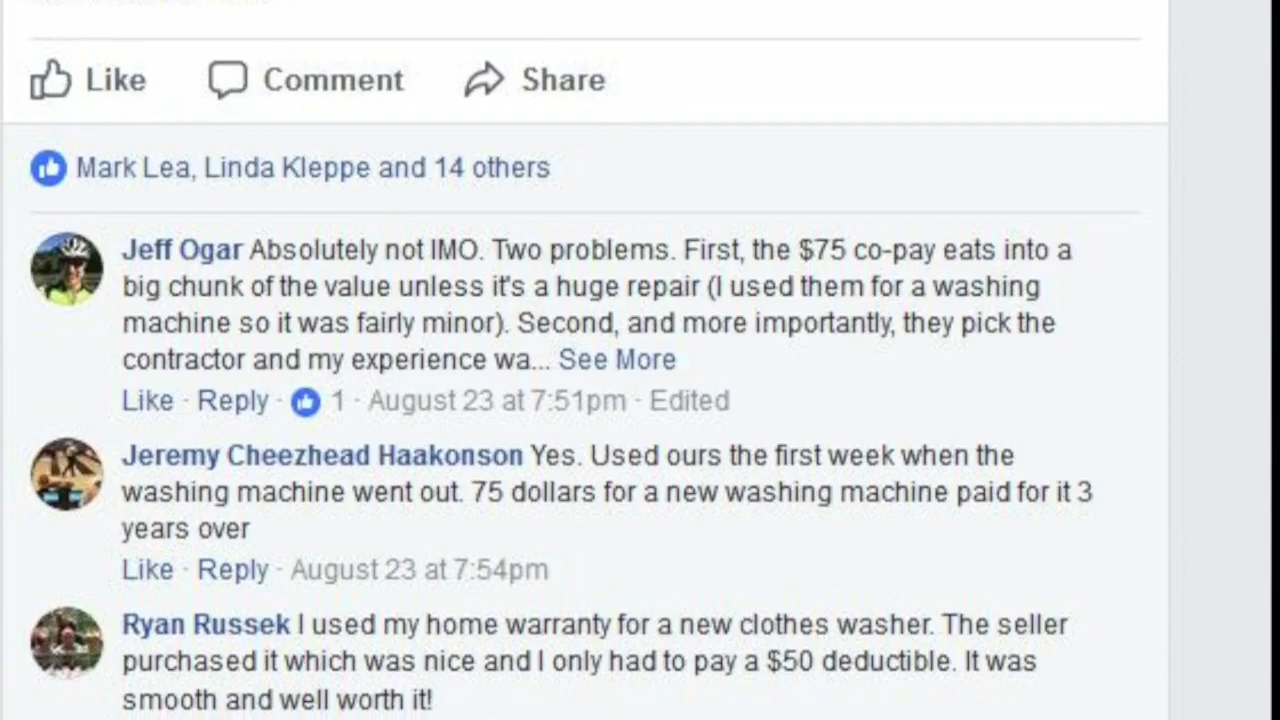 Like Comment Share
Mark Lea, Linda Kleppe and 14 others
Jeff Ogar Absolutely not IMO. Two problems. First, the $75 co-pay eats into a
big chunk of the value unless it's a huge repair (I used them for a washing
machine so it was fairly minor). Second, and more importantly, they pick the
contractor and my experience wa... See More
Like · Reply · 1 · August 23 at 7:51pm · Edited
Jeremy Cheezhead Haakonson Yes. Used ours the first week when the
washing machine went out. 75 dollars for a new washing machine paid for it 3
years over
Like · Reply · August 23 at 7:54pm
Ryan Russek I used my home warranty for a new clothes washer. The seller
purchased it which was nice and I only had to pay a $50 deductible. It was
smooth and well worth it!